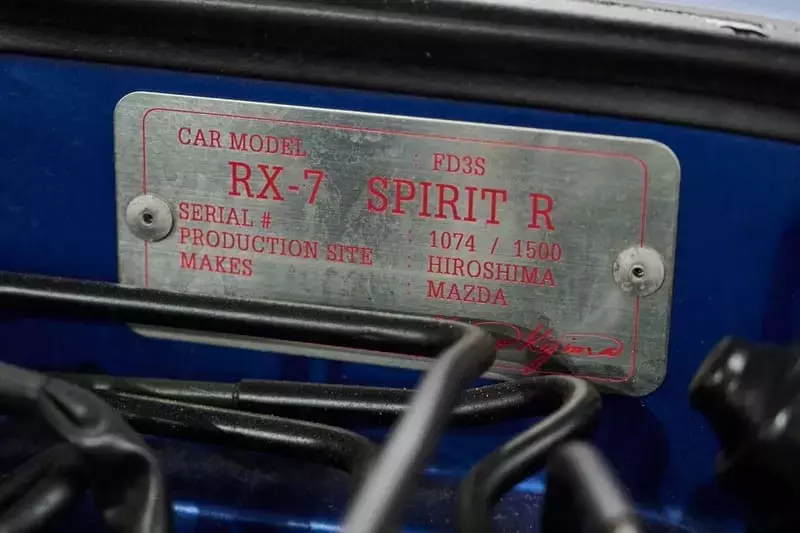 CAR MODEL : FD3S
RX-7 SPIRIT R
SERIAL # : 1074 / 1500
PRODUCTION SITE : HIROSHIMA
MAKES : MAZDA